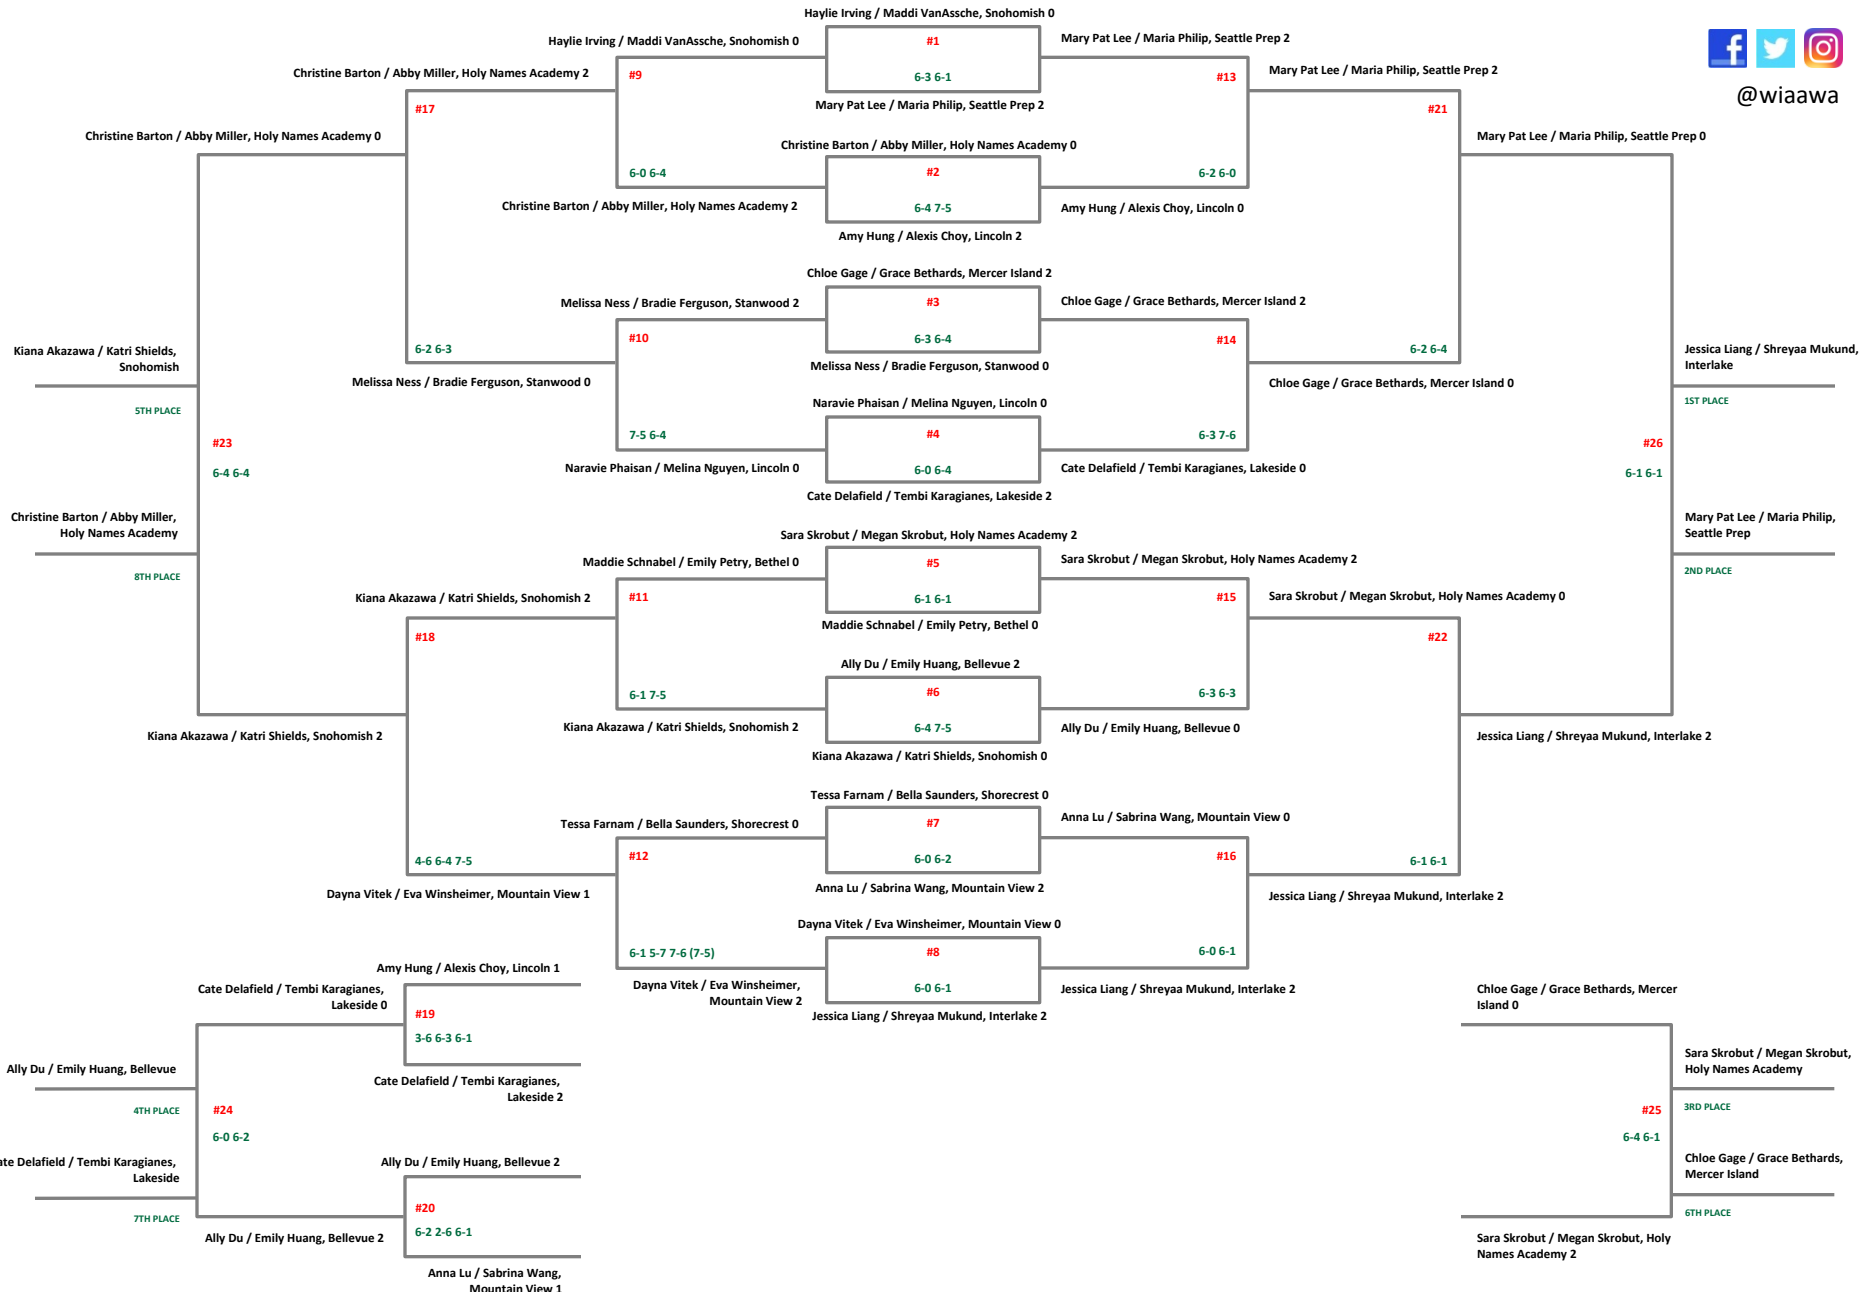 Haylie Irving / Maddi VanAssche, Snohomish 0
Haylie Irving / Maddi VanAssche, Snohomish 0
#1
Mary Pat Lee / Maria Philip, Seattle Prep 2
Christine Barton / Abby Miller, Holy Names Academy 2
#9
6-3 6-1
#13
Mary Pat Lee / Maria Philip, Seattle Prep 2
@wiaawa
#17
Mary Pat Lee / Maria Philip, Seattle Prep 2
#21
Christine Barton / Abby Miller, Holy Names Academy 0
Christine Barton / Abby Miller, Holy Names Academy 0
Mary Pat Lee / Maria Philip, Seattle Prep 0
6-0 6-4
#2
6-2 6-0
Christine Barton / Abby Miller, Holy Names Academy 2
6-4 7-5
Amy Hung / Alexis Choy, Lincoln 0
Amy Hung / Alexis Choy, Lincoln 2
Chloe Gage / Grace Bethards, Mercer Island 2
Melissa Ness / Bradie Ferguson, Stanwood 2
#3
Chloe Gage / Grace Bethards, Mercer Island 2
#10
6-3 6-4
#14
Kiana Akazawa / Katri Shields,
Snohomish
6-2 6-3
Melissa Ness / Bradie Ferguson, Stanwood 0
6-2 6-4
Jessica Liang / Shreyaa Mukund,
Interlake
Melissa Ness / Bradie Ferguson, Stanwood 0
Chloe Gage / Grace Bethards, Mercer Island 0
5TH PLACE
Naravie Phaisan / Melina Nguyen, Lincoln 0
1ST PLACE
#23
7-5 6-4
#4
6-3 7-6
#26
6-4 6-4
Naravie Phaisan / Melina Nguyen, Lincoln 0
6-0 6-4
Cate Delafield / Tembi Karagianes, Lakeside 0
6-1 6-1
Cate Delafield / Tembi Karagianes, Lakeside 2
Christine Barton / Abby Miller,
Holy Names Academy
Mary Pat Lee / Maria Philip,
Seattle Prep
Sara Skrobut / Megan Skrobut, Holy Names Academy 2
8TH PLACE
Maddie Schnabel / Emily Petry, Bethel 0
#5
Sara Skrobut / Megan Skrobut, Holy Names Academy 2
2ND PLACE
Kiana Akazawa / Katri Shields, Snohomish 2
#11
6-1 6-1
#15
Sara Skrobut / Megan Skrobut, Holy Names Academy 0
#18
Maddie Schnabel / Emily Petry, Bethel 0
#22
Ally Du / Emily Huang, Bellevue 2
6-1 7-5
#6
6-3 6-3
Kiana Akazawa / Katri Shields, Snohomish 2
Kiana Akazawa / Katri Shields, Snohomish 2
6-4 7-5
Ally Du / Emily Huang, Bellevue 0
Jessica Liang / Shreyaa Mukund, Interlake 2
Kiana Akazawa / Katri Shields, Snohomish 0
Tessa Farnam / Bella Saunders, Shorecrest 0
Tessa Farnam / Bella Saunders, Shorecrest 0
#7
Anna Lu / Sabrina Wang, Mountain View 0
4-6 6-4 7-5
#12
6-0 6-2
#16
6-1 6-1
Dayna Vitek / Eva Winsheimer, Mountain View 1
Anna Lu / Sabrina Wang, Mountain View 2
Jessica Liang / Shreyaa Mukund, Interlake 2
Dayna Vitek / Eva Winsheimer, Mountain View 0
6-1 5-7 7-6 (7-5)
#8
6-0 6-1
Amy Hung / Alexis Choy, Lincoln 1
Dayna Vitek / Eva Winsheimer,
Mountain View 2
6-0 6-1
Jessica Liang / Shreyaa Mukund, Interlake 2
Cate Delafield / Tembi Karagianes,
Lakeside 0
Chloe Gage / Grace Bethards, Mercer
Island 0
#19
Jessica Liang / Shreyaa Mukund, Interlake 2
3-6 6-3 6-1
Ally Du / Emily Huang, Bellevue
Cate Delafield / Tembi Karagianes,
Lakeside 2
Sara Skrobut / Megan Skrobut,
Holy Names Academy
4TH PLACE
#24
#25
3RD PLACE
6-0 6-2
6-4 6-1
Delafield / Tembi Karagianes,
Lakeside
Ally Du / Emily Huang, Bellevue 2
Chloe Gage / Grace Bethards,
Mercer Island
7TH PLACE
#20
6TH PLACE
Ally Du / Emily Huang, Bellevue 2
6-2 2-6 6-1
Sara Skrobut / Megan Skrobut, Holy
Names Academy 2
Anna Lu / Sabrina Wang,
Mountain View 1